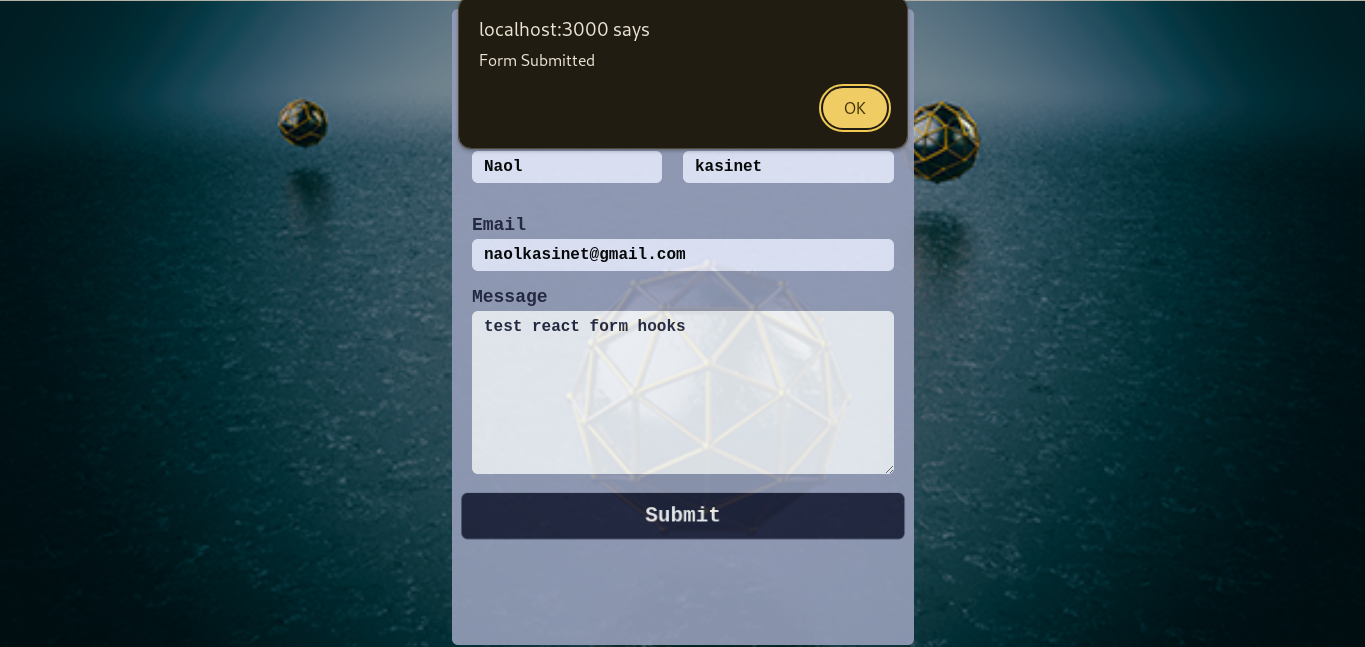 localhost:3000 says
Form Submitted
OK
Naol
kasinet
Email
naolkasinet@gmail.com
Message
test react form hooks
Submit